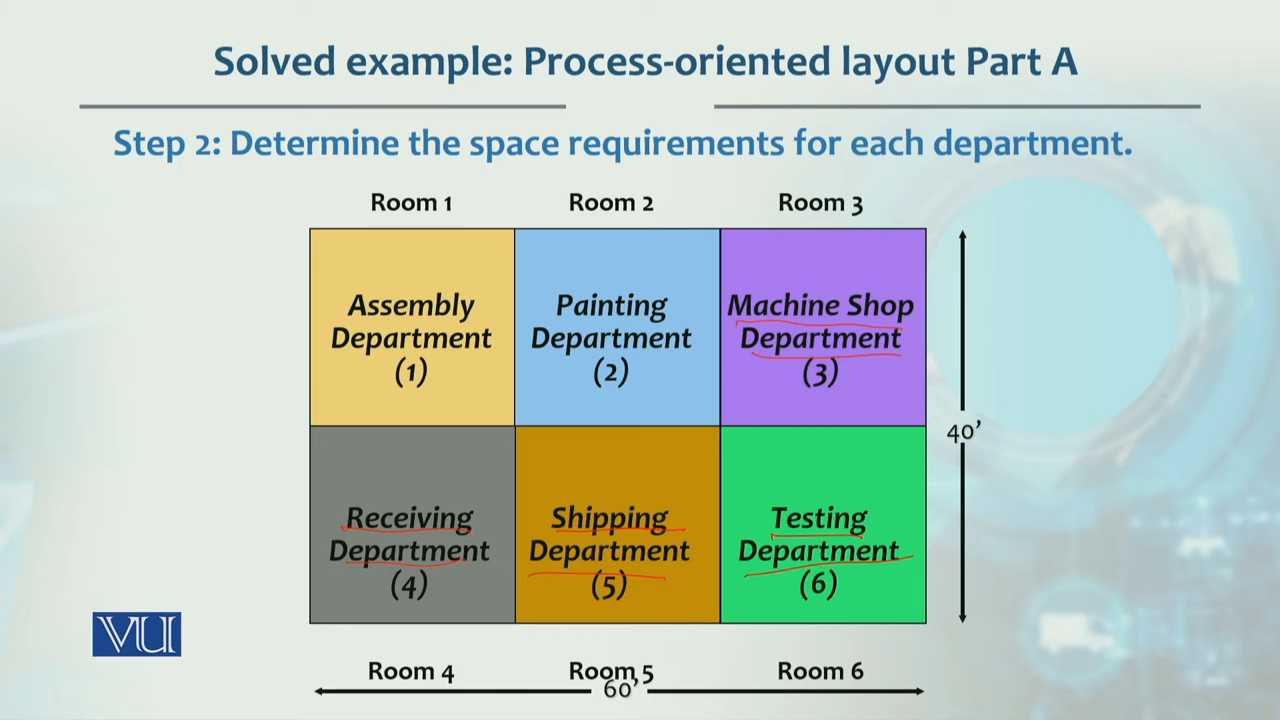 Solved example: Process-oriented layout Part A
Step 2: Determine the space requirements for each department.
Room 1 Room 2 Room 3
Assembly
Department
(1)
Painting
Department
(2)
Machine Shop
Department
(3)
40'
Receiving
Department
(4)
Shipping
Department
(5)
Testing
Department
(6)
VU
Room 4 Room 5 Room 6
60'